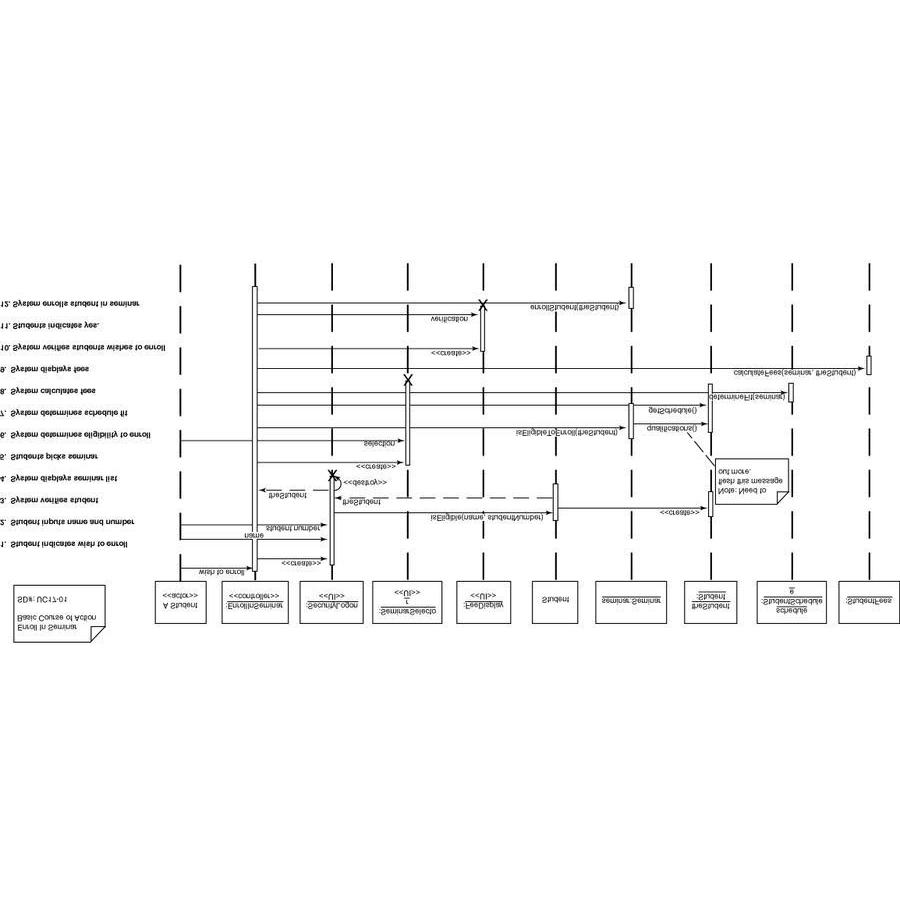 Enroll In Seminar
Basic Course of Action
SD#: UC17-01
A Student
<<actor>>
:EnrollInSeminar
<<controller>>
:SecurityLogon
<<UI>>
:SeminarSelecto
r
<<UI>>
:FeeDisplay
<<UI>>
Student
seminar:Seminar
theStudent
:Student
schedule
:StudentSchedul
e
:StudentFees
wish to enroll
<<create>>
1. Student indicates wish to enroll
name
student number
2. Student inputs name and number
isEligible(name, studentNumber)
<<create>>
3. System verifies student
theStudent
theStudent
<<destroy>>
Note: Need to
flesh this message
out more.
4. System displays seminar list
<<create>>
5. Students picks seminar
selection
6. System determines eligibility to enroll
isEligibleToEnroll(theStudent)
qualifications()
7. System determines schedule fit
getSchedule()
determineFit(seminar)
8. System calculates fees
calculateFees(seminar, theStudent)
9. System displays fees
<<create>>
10. System verifies students wishes to enroll
verification
11. Students indicates yes.
enrollStudent(theStudent)
12. System enrolls student in seminar